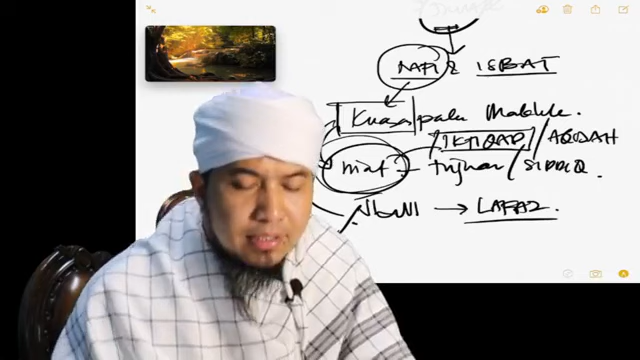 NAFI & ISBAT
Kuasa pada Makhluk.
niat - IKTIQAD / AQIDAH
tujuan / SIDDIQ.
→ LAFAZ.